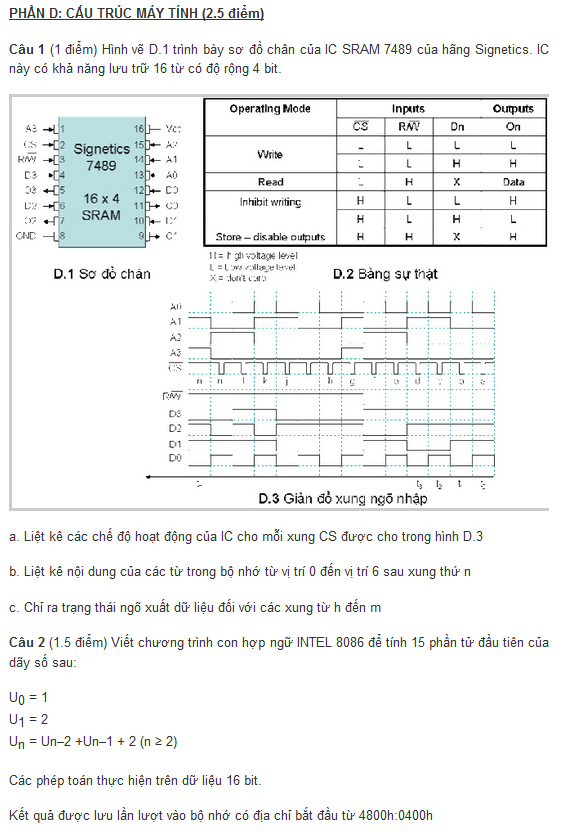 PHẦN D: CẤU TRÚC MÁY TÍNH (2.5 điểm)
Câu 1 (1 điểm) Hình vẽ D.1 trình bày sơ đồ chân của IC SRAM 7489 của hãng Signetics. IC
này có khả năng lưu trữ 16 từ có độ rộng 4 bit.
A3 1 16 Vcc
CS 2 15 A2
R/W 3 14 A1
D3 4 13 A0
O3 5 12 D0
D2 6 11 O0
O2 7 10 D1
GND 8 9 O1
Signetics
7489
16 x 4
SRAM
D.1 Sơ đồ chân
Operating Mode Inputs Outputs
CS R/W Dn On
Write L L L H
L L H H
Read L H X Data
Inhibit writing H L L H
H L H L
Store – disable outputs H H X H
H = high voltage level
L = Low voltage level
X = don't care
D.2 Bảng sự thật
A0
A1
A2
A3
CS
R/W
D3
D2
D1
D0
D.3 Giản đồ xung ngõ nhập
a. Liệt kê các chế độ hoạt động của IC cho mỗi xung CS được cho trong hình D.3
b. Liệt kê nội dung của các từ trong bộ nhớ từ vị trí 0 đến vị trí 6 sau xung thứ n
c. Chỉ ra trạng thái ngõ xuất dữ liệu đối với các xung từ h đến m
Câu 2 (1.5 điểm) Viết chương trình con hợp ngữ INTEL 8086 để tính 15 phần tử đầu tiên của
dãy số sau:
U0 = 1
U1 = 2
Un = Un–2 +Un–1 + 2 (n ≥ 2)
Các phép toán thực hiện trên dữ liệu 16 bit.
Kết quả được lưu lần lượt vào bộ nhớ có địa chỉ bắt đầu từ 4800h:0400h